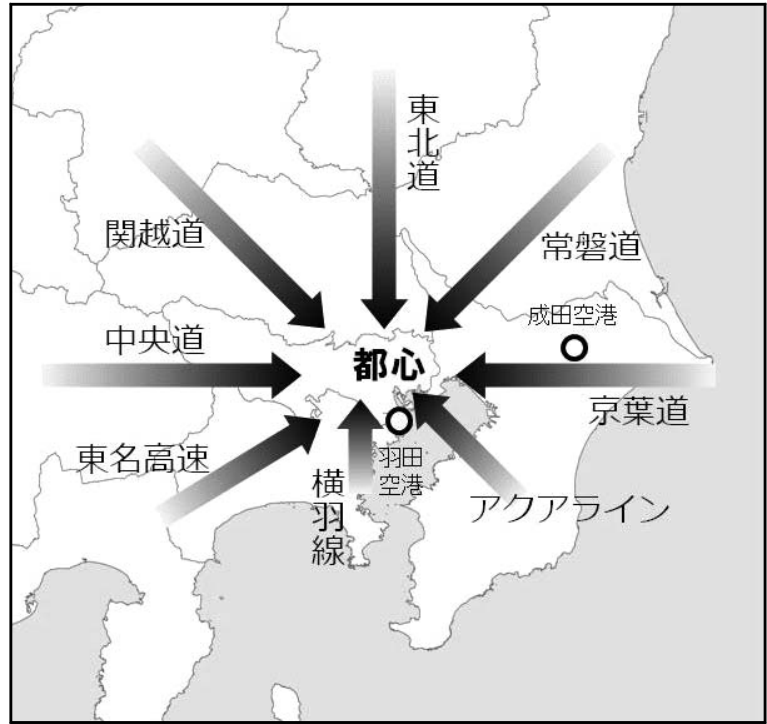 東北道
関越道
常磐道
成田空港
中央道
都心
京葉道
東名高速
羽田
空港
横羽線
アクアライン